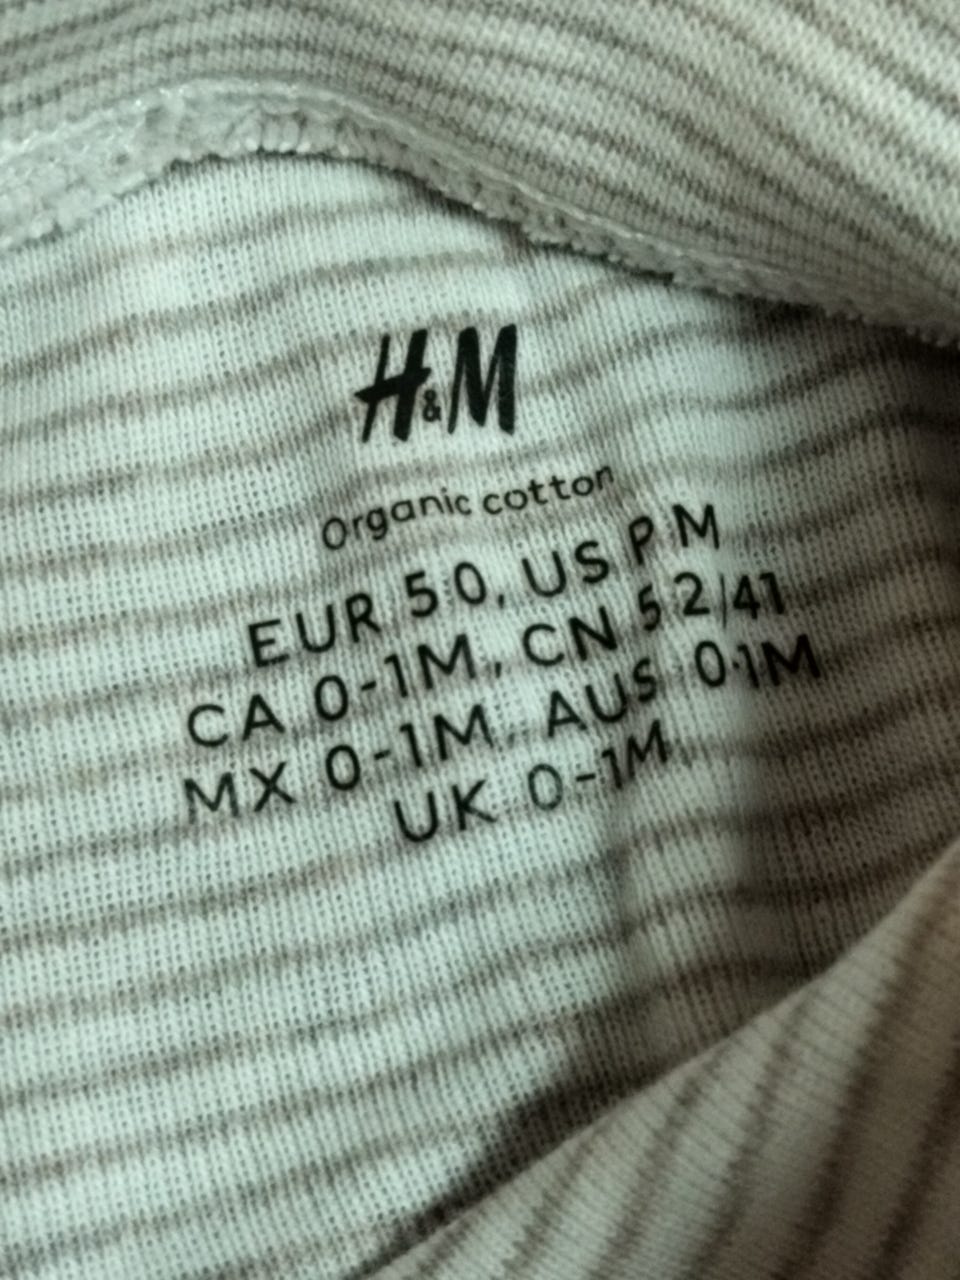 H&M
Organic cotton
EUR 50, US P M
CA 0-1M, CN 52/41
MX 0-1M, AUS 0-1M
UK 0-1M